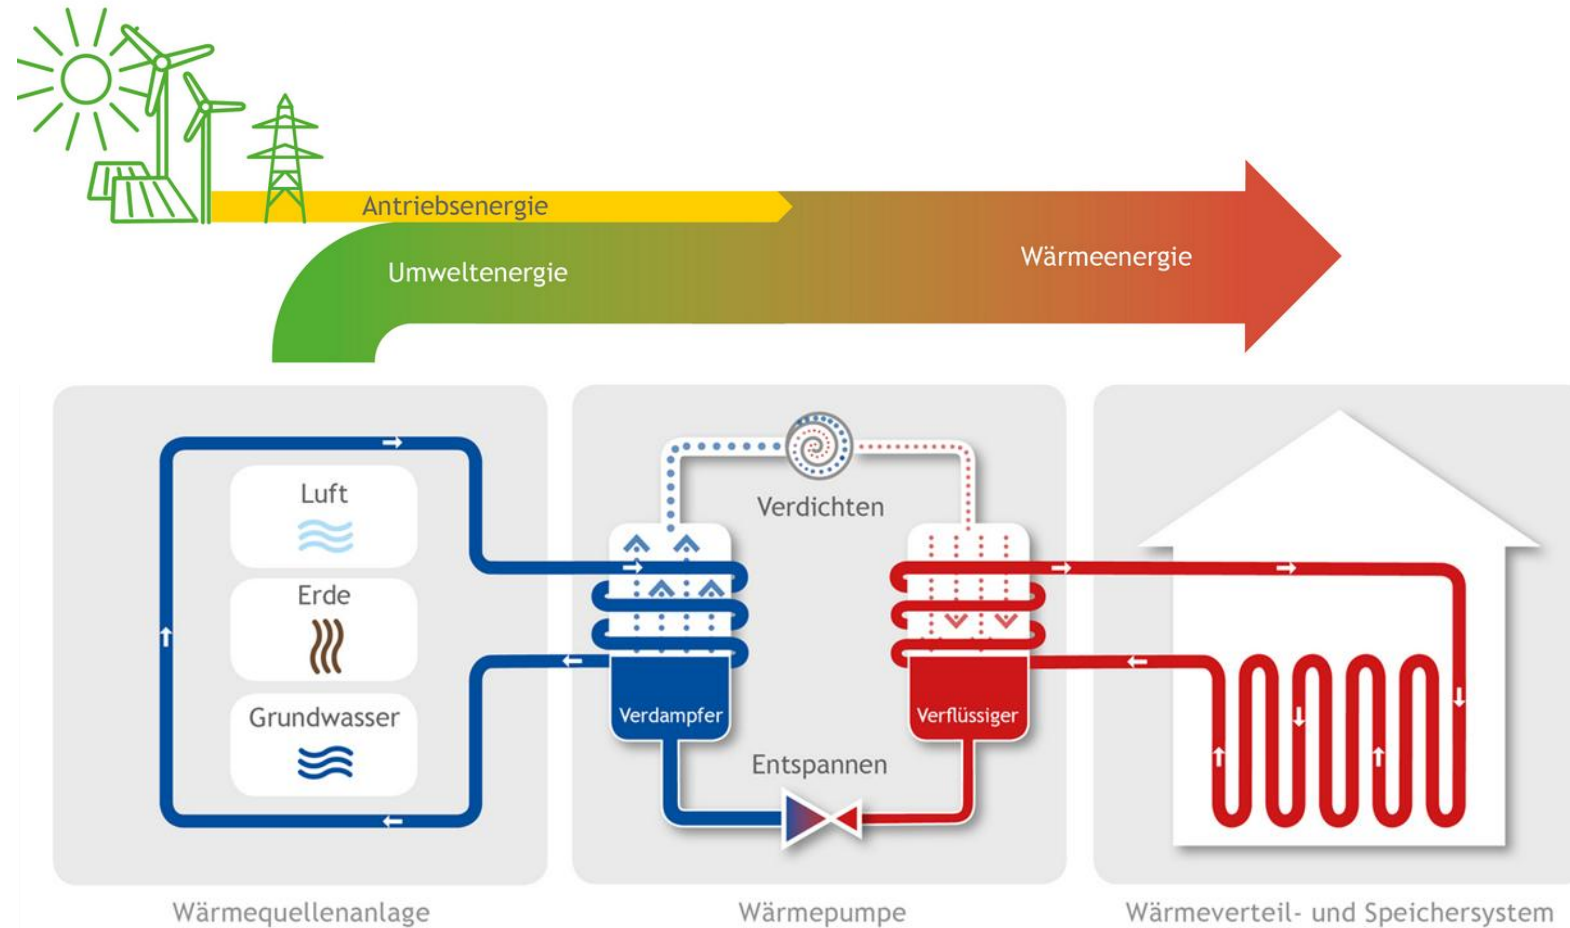 Antriebsenergie
Umweltenergie
Wärmeenergie
Luft
Erde
Grundwasser
Verdichten
Verdampfer
Verflüssiger
Entspannen
Wärmequellenanlage
Wärmepumpe
Wärmeverteil- und Speichersystem